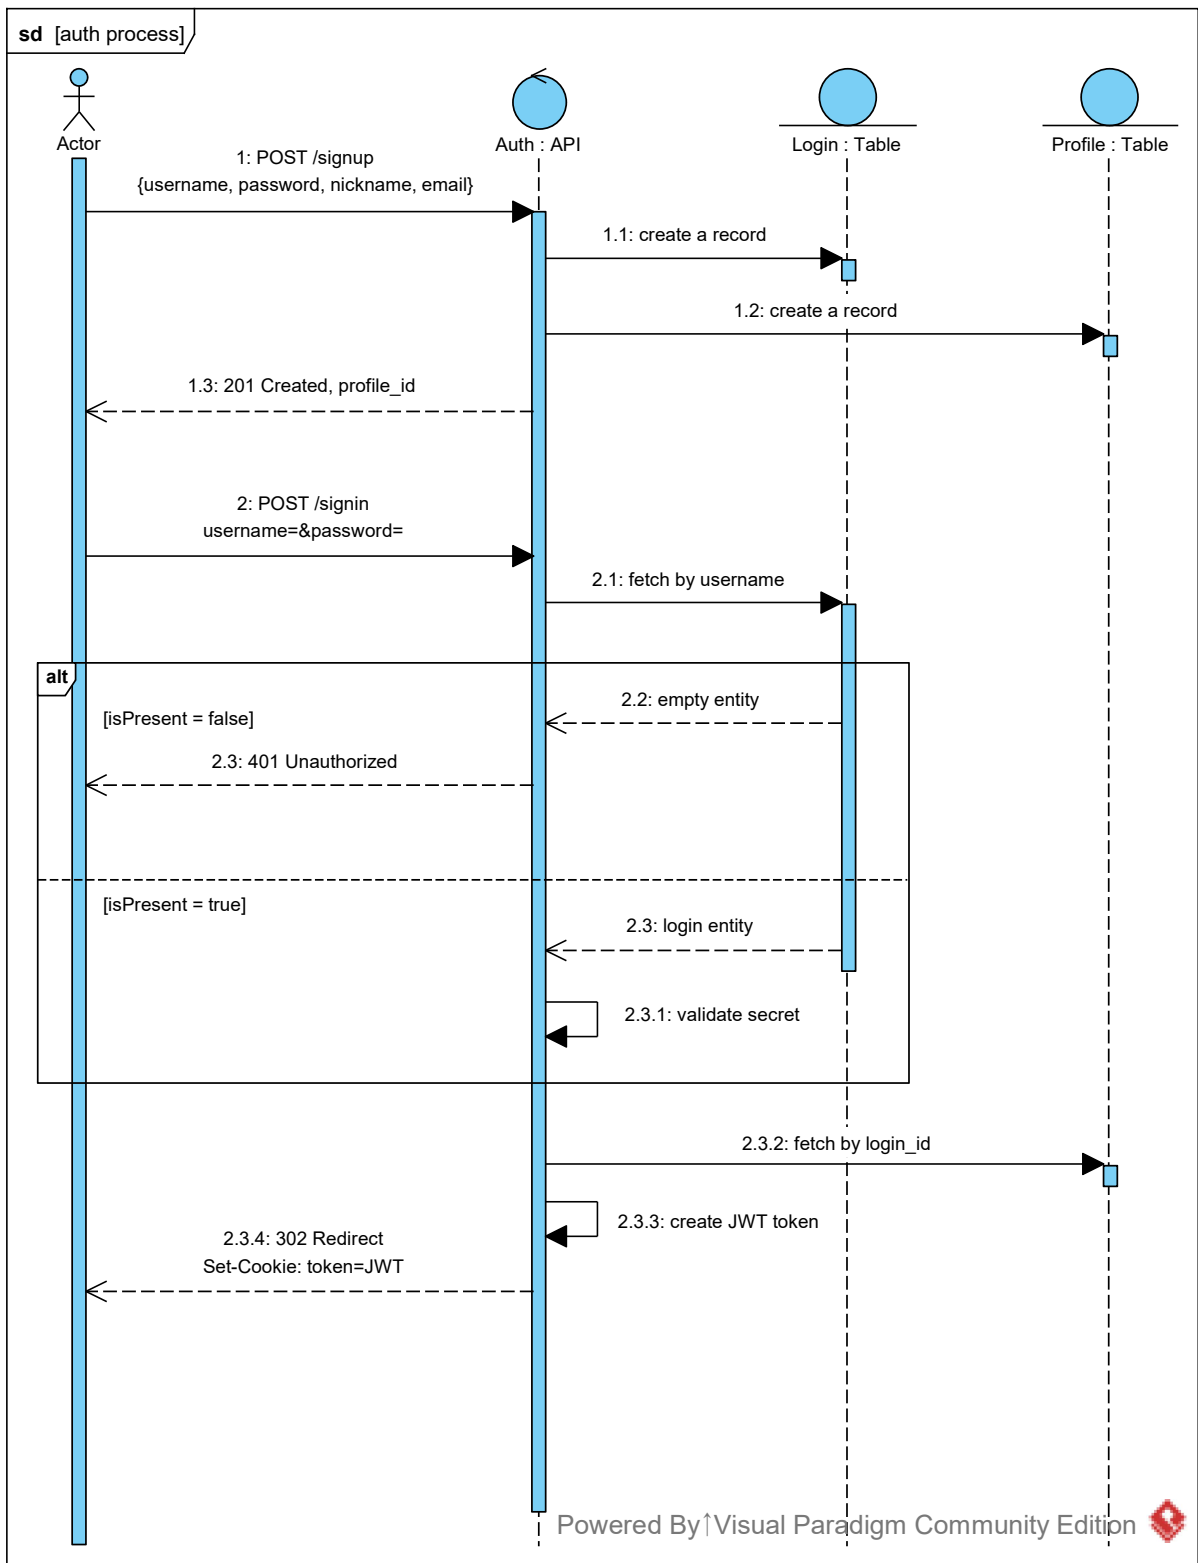 sd [auth process]
Actor
Auth : API
Login : Table
Profile : Table
1: POST /signup
{username, password, nickname, email}
1.1: create a record
1.2: create a record
1.3: 201 Created, profile_id
2: POST /signin
username=&password=
2.1: fetch by username
alt
2.2: empty entity
[isPresent = false]
2.3: 401 Unauthorized
[isPresent = true]
2.3: login entity
2.3.1: validate secret
2.3.2: fetch by login_id
2.3.3: create JWT token
2.3.4: 302 Redirect
Set-Cookie: token=JWT
Powered By↑Visual Paradigm Community Edition